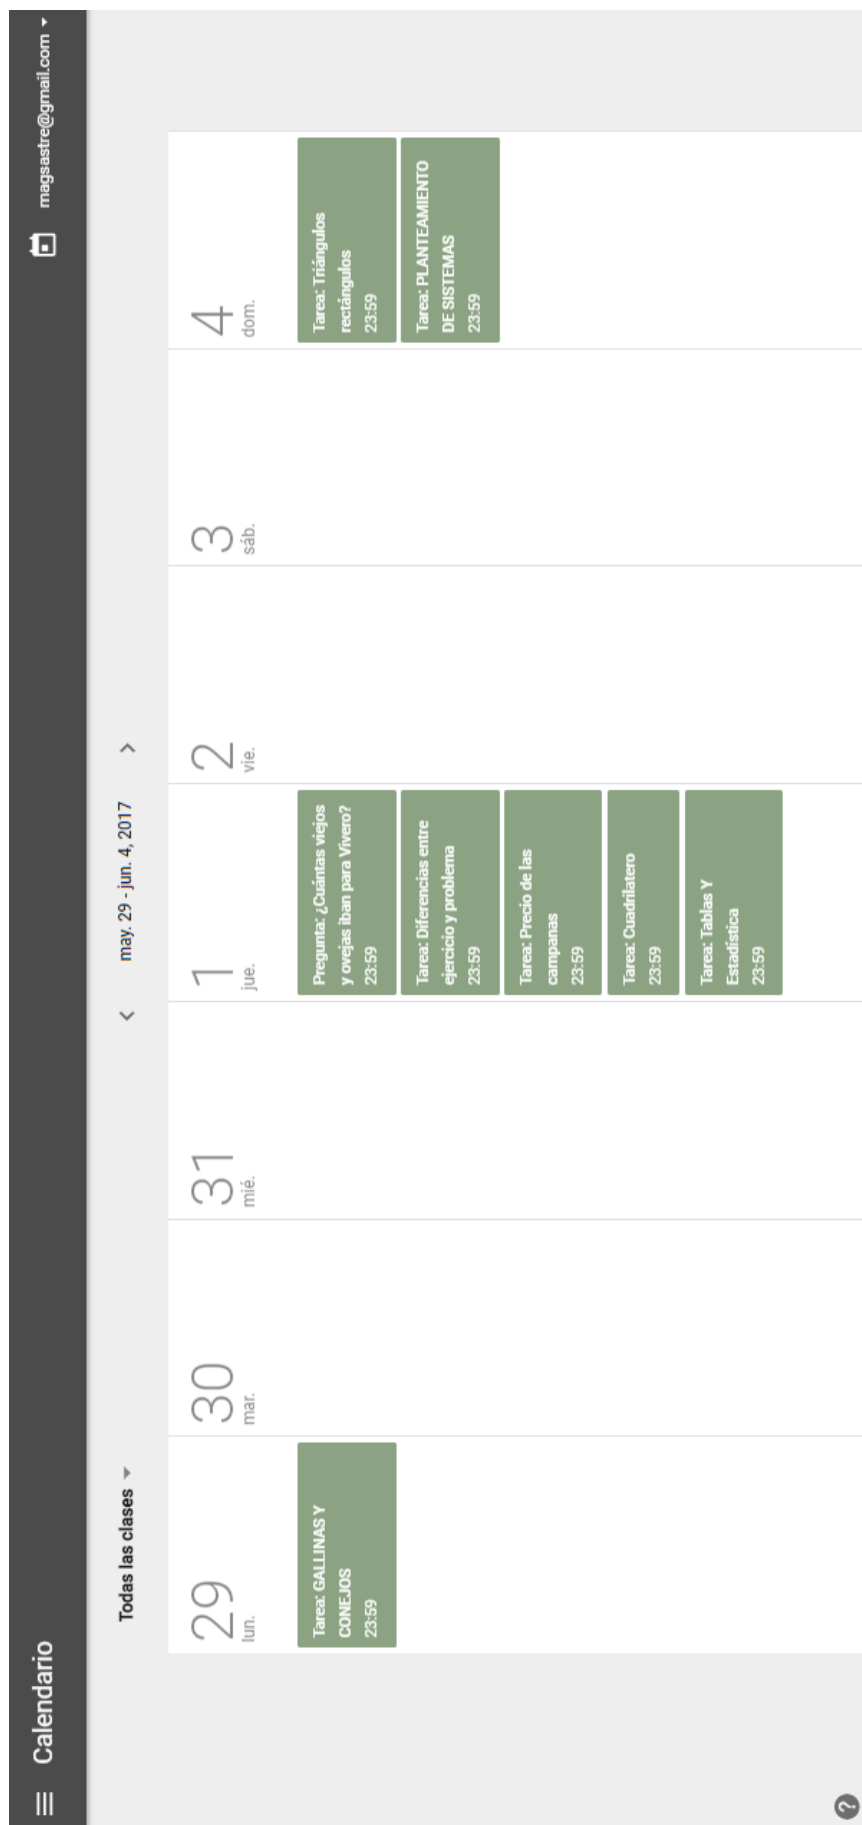 Calendario
magsastre@gmail.com
Todas las clases
may. 29 - jun. 4, 2017
29
lun.
Tarea: GALLINAS Y
CONEJOS
23:59
30
mar.
31
mié.
1
jue.
Pregunta: ¿Cuántas viejos
y ovejas iban para Vivero?
23:59
Tarea: Diferencias entre
ejercicio y problema
23:59
Tarea: Precio de las
campanas
23:59
Tarea: Cuadrilatero
23:59
Tarea: Tablas Y
Estadística
23:59
2
vie.
3
sáb.
4
dom.
Tarea: Triángulos
rectángulos
23:59
Tarea: PLANTEAMIENTO
DE SISTEMAS
23:59
?